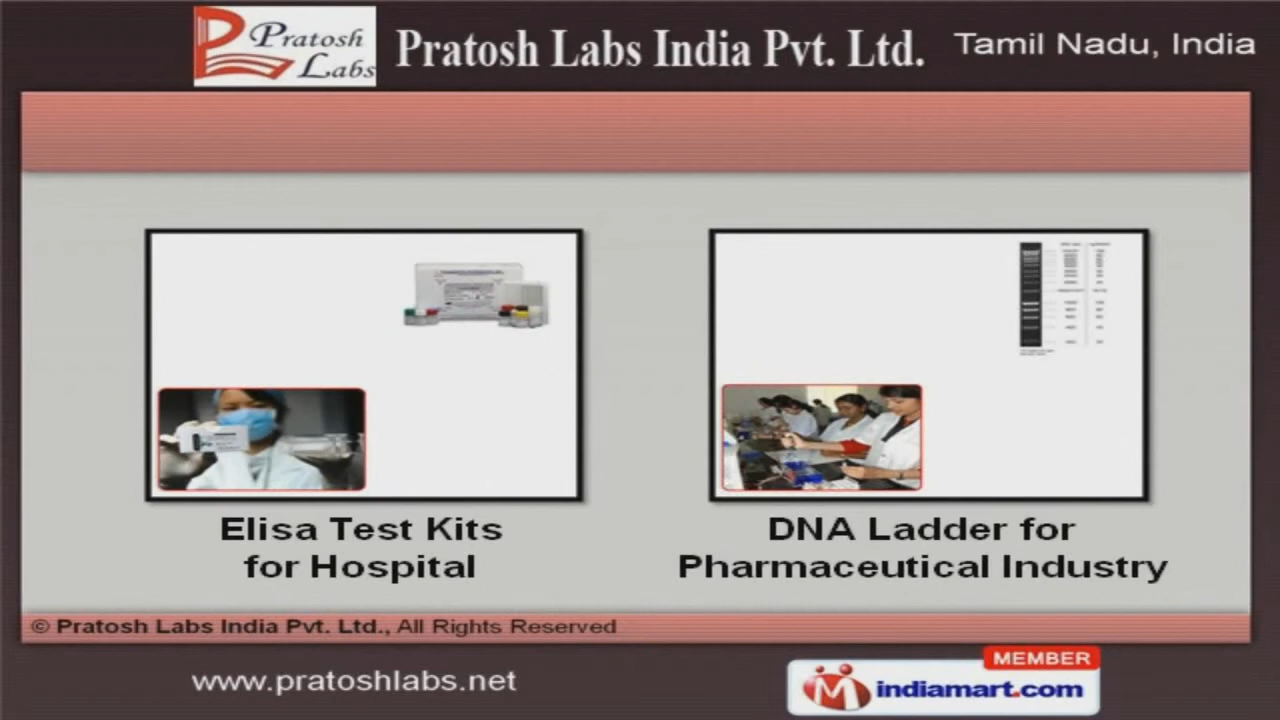 Pratosh
Labs
Pratosh Labs India Pvt. Ltd.
Tamil Nadu, India
Elisa Test Kits
for Hospital
DNA Ladder for
Pharmaceutical Industry
© Pratosh Labs India Pvt. Ltd., All Rights Reserved
www.pratoshlabs.net
MEMBER
indiamart.com